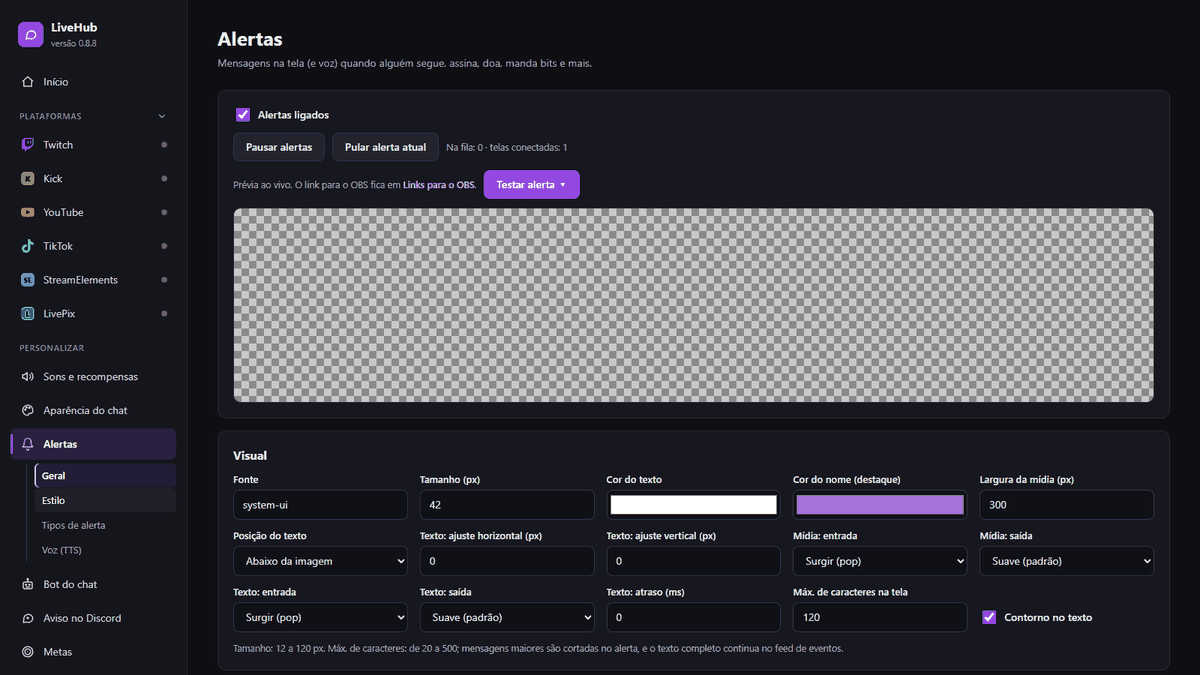 LiveHub
versão 0.8.8
Início
PLATAFORMAS
Twitch
Kick
YouTube
TikTok
StreamElements
LivePix
PERSONALIZAR
Sons e recompensas
Aparência do chat
Alertas
Geral
Estilo
Tipos de alerta
Voz (TTS)
Bot do chat
Aviso no Discord
Metas
Alertas
Mensagens na tela (e voz) quando alguém segue, assina, doa, manda bits e mais.
Alertas ligados
Pausar alertas Pular alerta atual Na fila: 0 · telas conectadas: 1
Prévia ao vivo. O link para o OBS fica em Links para o OBS. Testar alerta
Visual
Fonte Tamanho (px) Cor do texto Cor do nome (destaque) Largura da mídia (px)
system-ui 42 300
Posição do texto Texto: ajuste horizontal (px) Texto: ajuste vertical (px) Mídia: entrada Mídia: saída
Abaixo da imagem 0 0 Surgir (pop) Suave (padrão)
Texto: entrada Texto: saída Texto: atraso (ms) Máx. de caracteres na tela
Surgir (pop) Suave (padrão) 0 120 Contorno no texto
Tamanho: 12 a 120 px. Máx. de caracteres: de 20 a 500; mensagens maiores são cortadas no alerta, e o texto completo continua no feed de eventos.